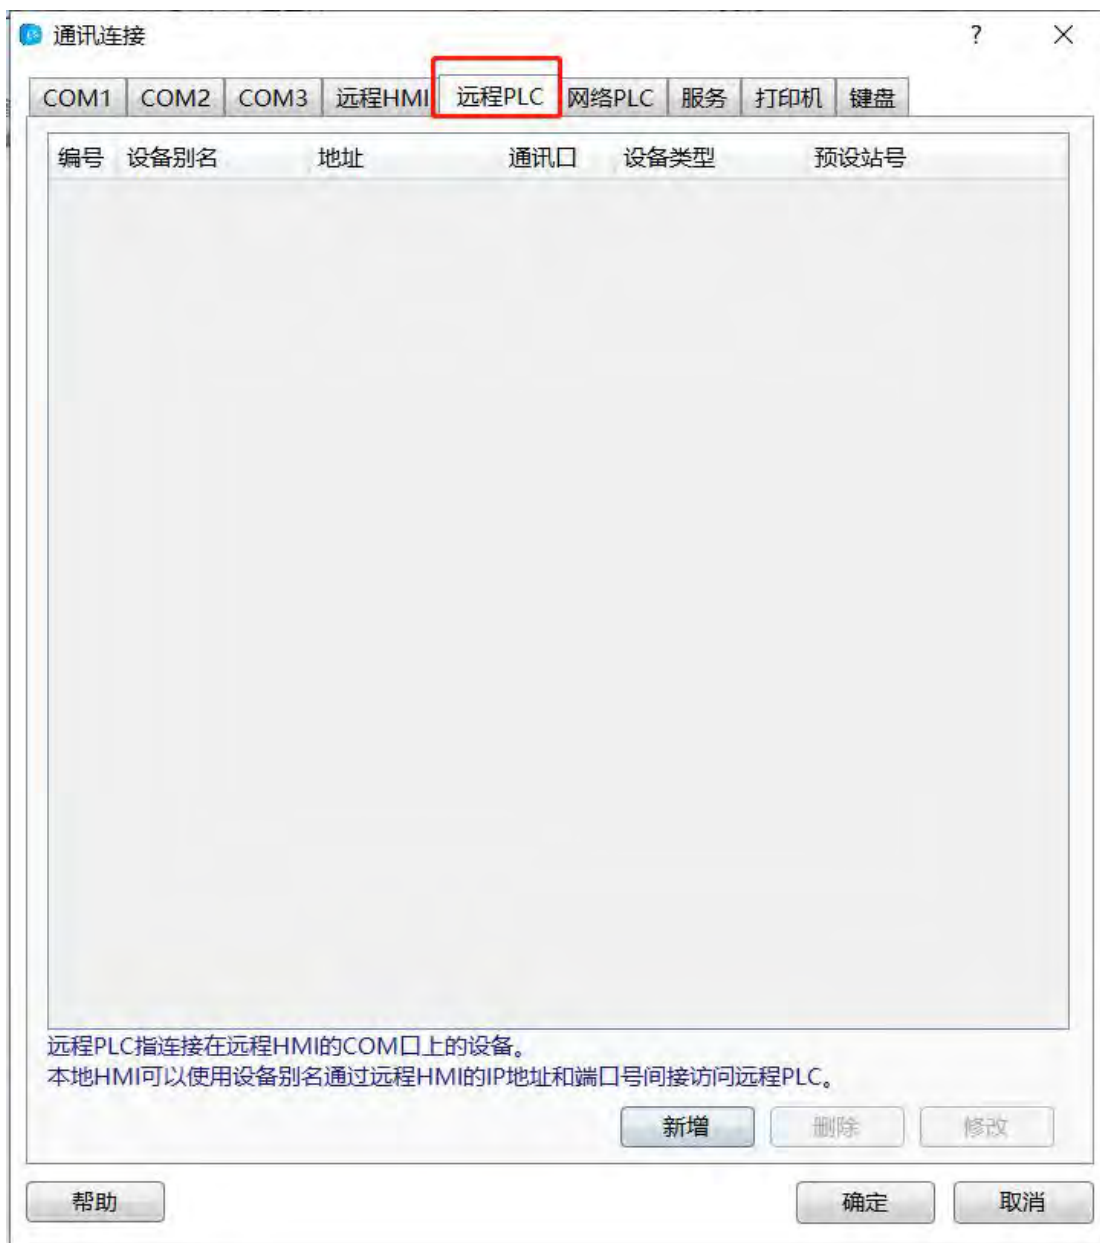 通讯连接 ?
COM1 COM2 COM3 远程HMI 远程PLC 网络PLC 服务 打印机 键盘
编号 设备别名 地址 通讯口 设备类型 预设站号
远程PLC指连接在远程HMI的COM口上的设备。
本地HMI可以使用设备别名通过远程HMI的IP地址和端口号间接访问远程PLC。
新增 删除 修改
帮助 确定 取消